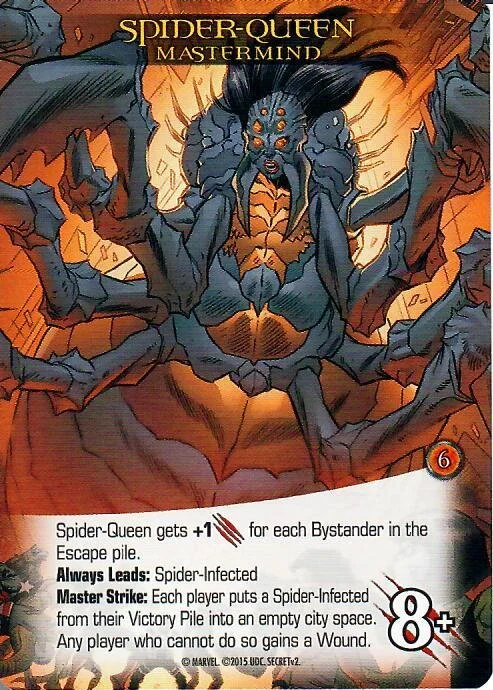 SPIDER-QUEEN
MASTERMIND
6
Spider-Queen gets +1 for each Bystander in the
Escape pile.
Always Leads: Spider-Infected
Master Strike: Each player puts a Spider-Infected
from their Victory Pile into an empty city space.
Any player who cannot do so gains a Wound.
8+
© MARVEL. ©2015 UDC. SECRETv2.